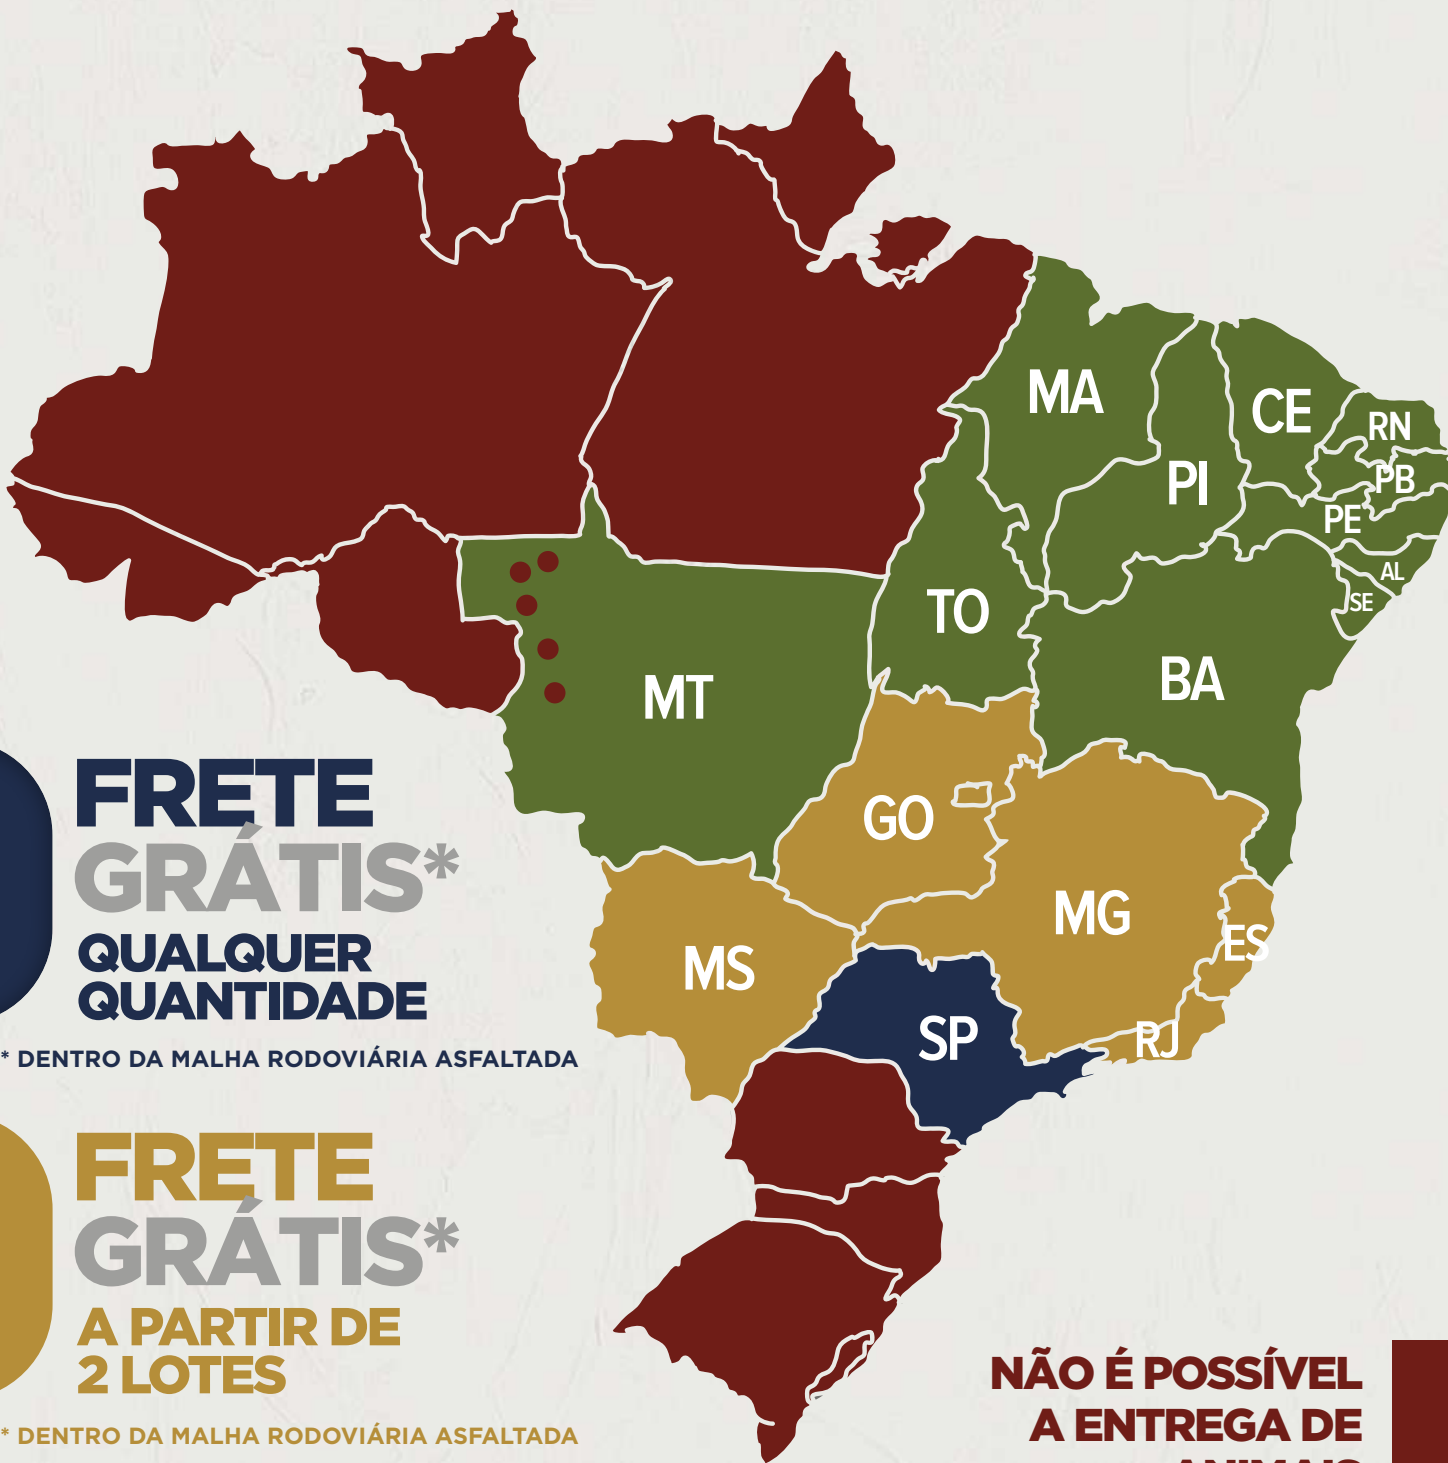 MA
CE
RN
PI
PB
PE
AL
SE
TO
BA
MT
GO
MG
ES
MS
SP
RJ
FRETE
GRÁTIS*
QUALQUER
QUANTIDADE
* DENTRO DA MALHA RODOVIÁRIA ASFALTADA
FRETE
GRÁTIS*
A PARTIR DE
2 LOTES
* DENTRO DA MALHA RODOVIÁRIA ASFALTADA
NÃO É POSSÍVEL
A ENTREGA DE
ANIMAIS